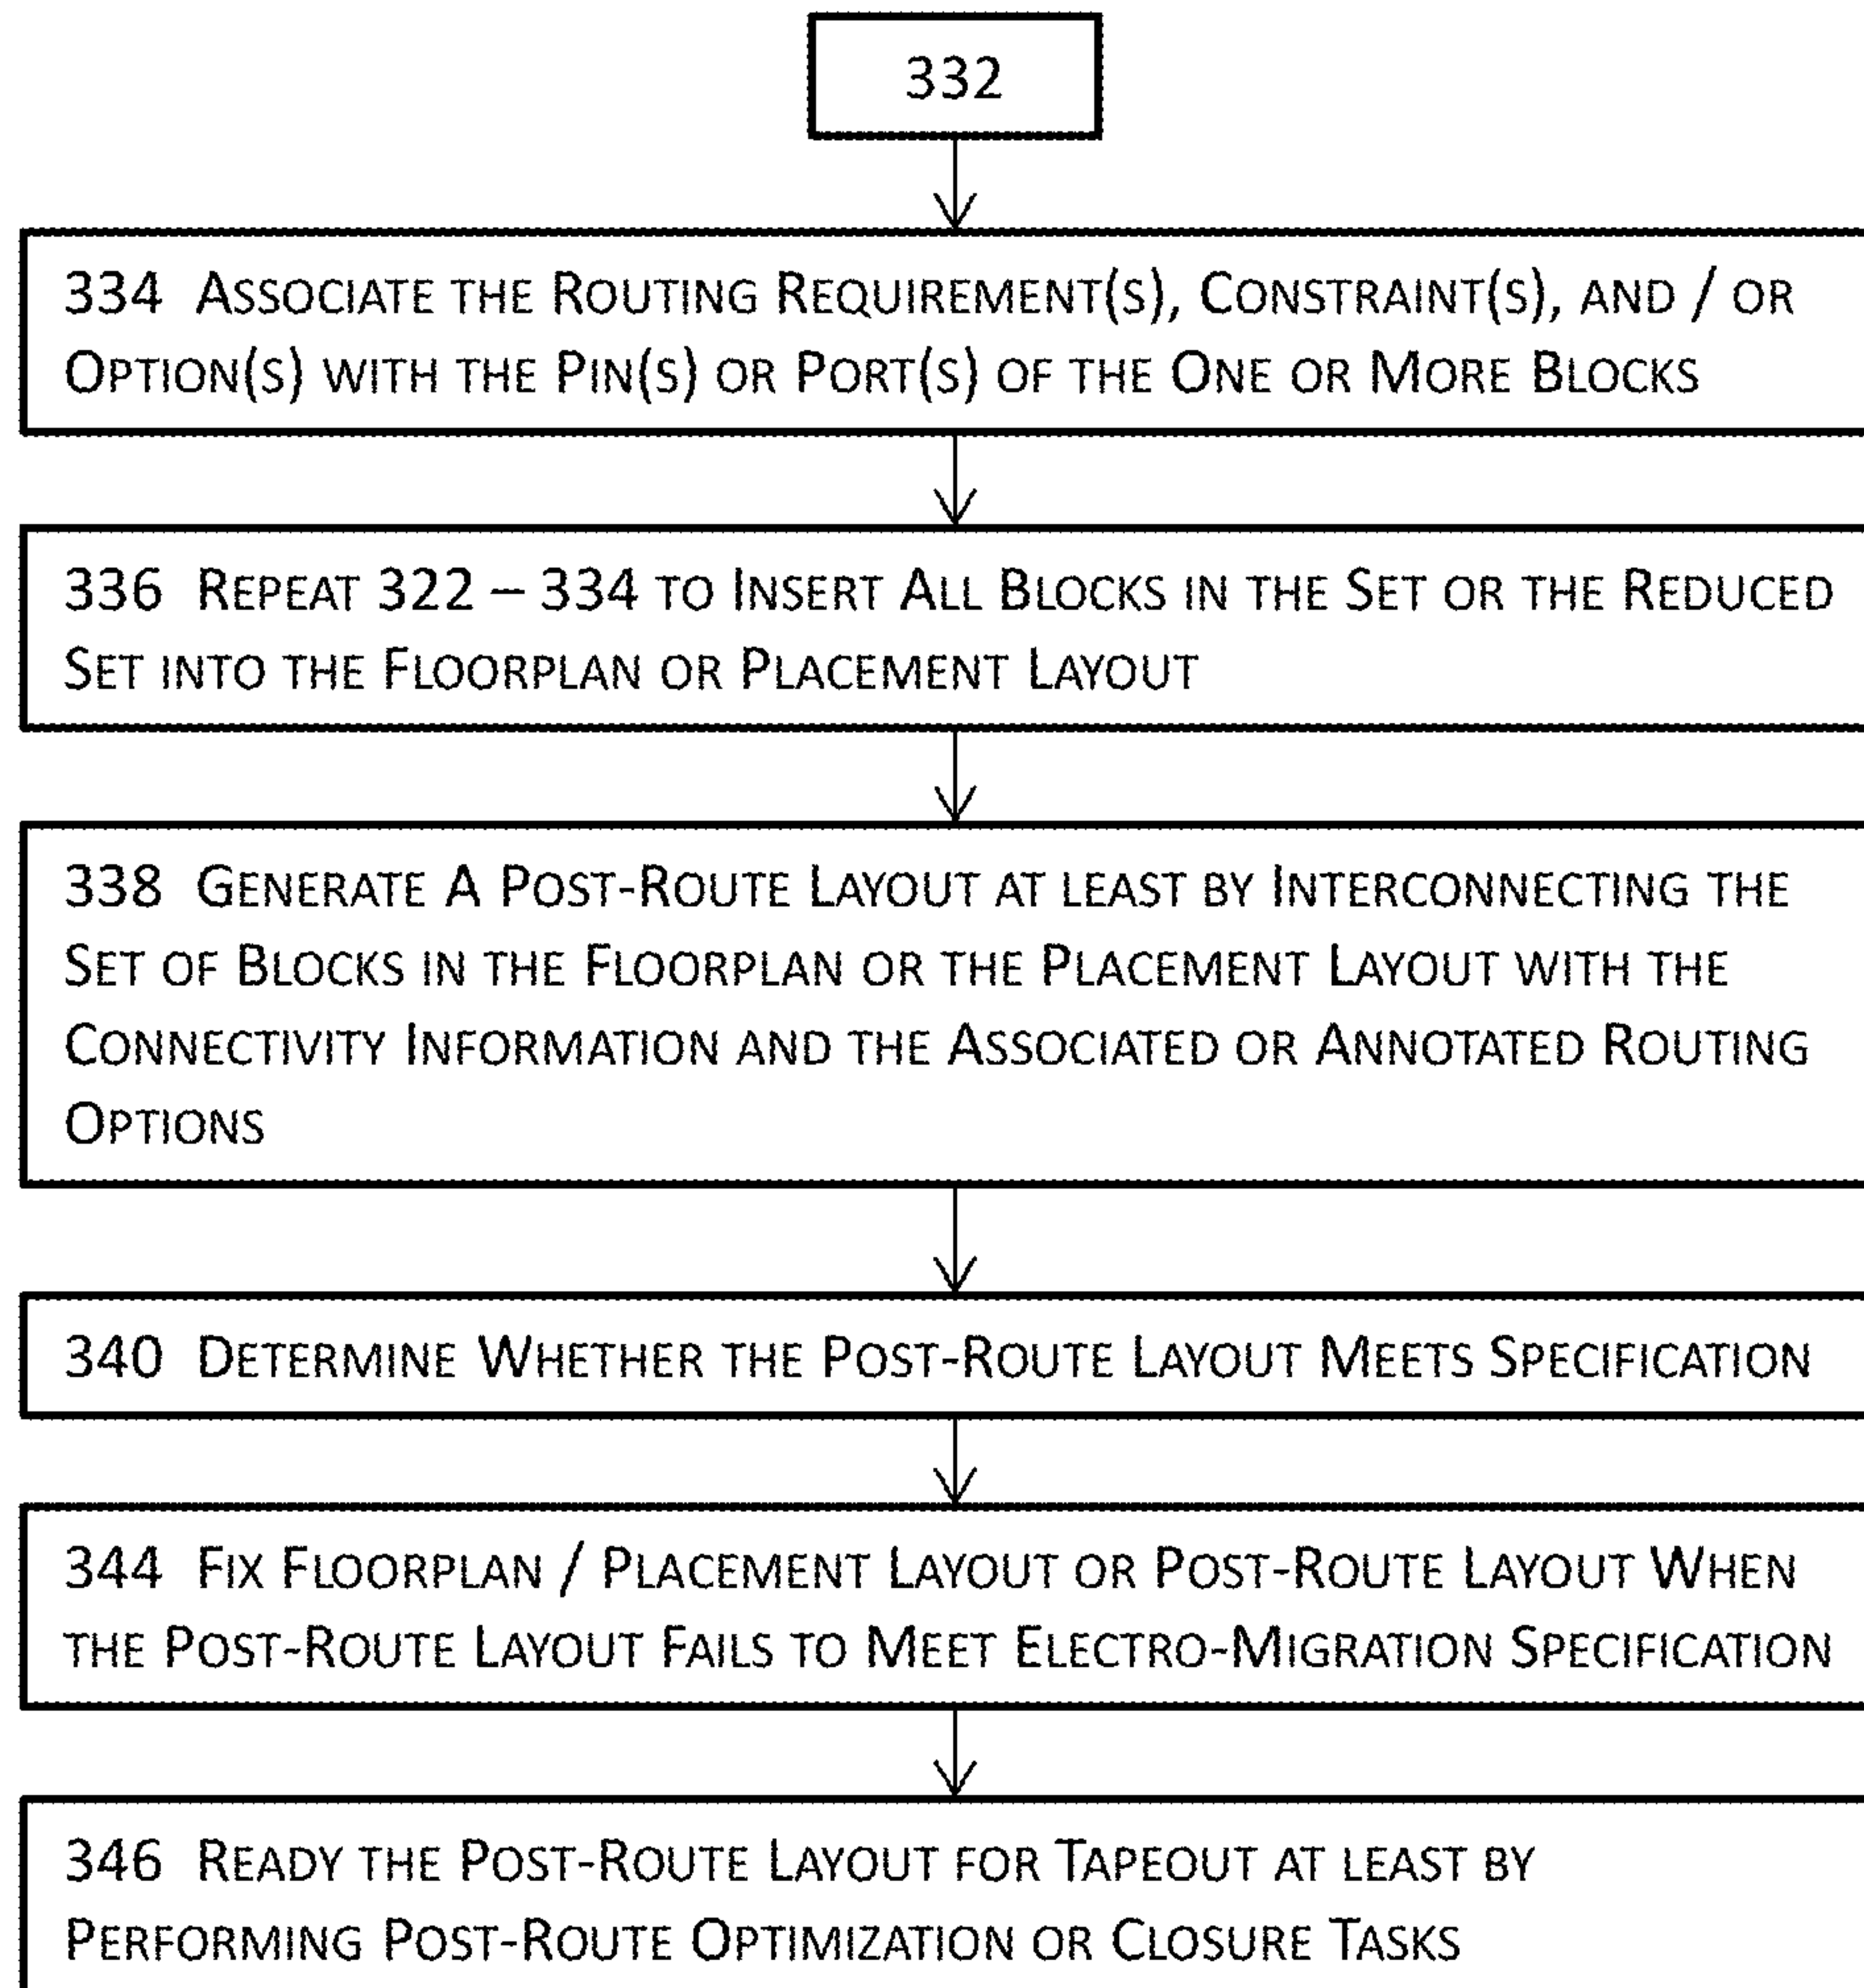 332
334 Associate the Routing Requirement(s), Constraint(s), and / or
Option(s) with the Pin(s) or Port(s) of the One or More Blocks
336 Repeat 322 – 334 to Insert All Blocks in the Set or the Reduced
Set into the Floorplan or Placement Layout
338 Generate A Post-Route Layout at least by Interconnecting the
Set of Blocks in the Floorplan or the Placement Layout with the
Connectivity Information and the Associated or Annotated Routing
Options
340 Determine Whether the Post-Route Layout Meets Specification
344 Fix Floorplan / Placement Layout or Post-Route Layout When
the Post-Route Layout Fails to Meet Electro-Migration Specification
346 Ready the Post-Route Layout for Tapeout at least by
Performing Post-Route Optimization or Closure Tasks